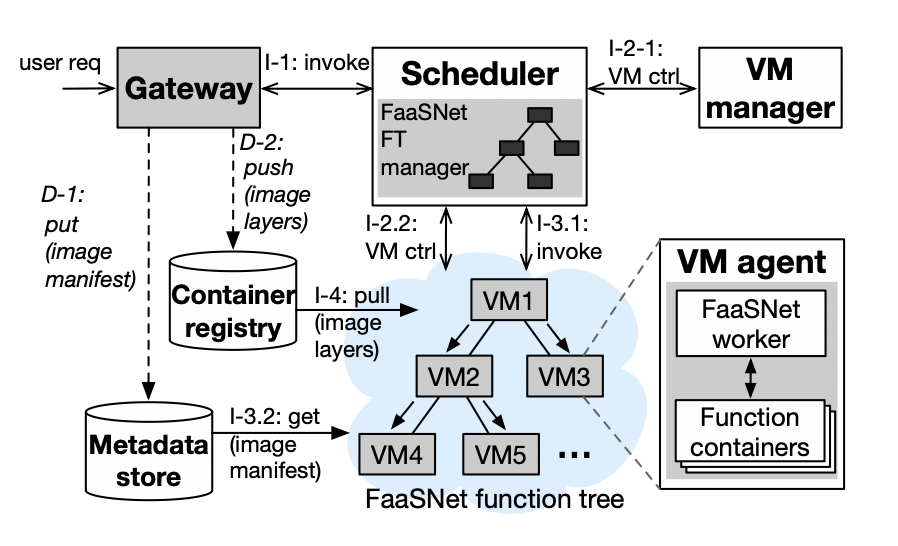 user req
Gateway
I-1: invoke
Scheduler
FaaSNet
FT
manager
I-2-1:
VM ctrl
VM
manager
D-1:
put
(image
manifest)
D-2:
push
(image
layers)
I-2.2:
VM ctrl
I-3.1:
invoke
Container
registry
I-4: pull
(image
layers)
VM1
VM2
VM3
VM4
VM5
...
FaaSNet function tree
Metadata
store
I-3.2: get
(image
manifest)
VM agent
FaaSNet
worker
Function
containers